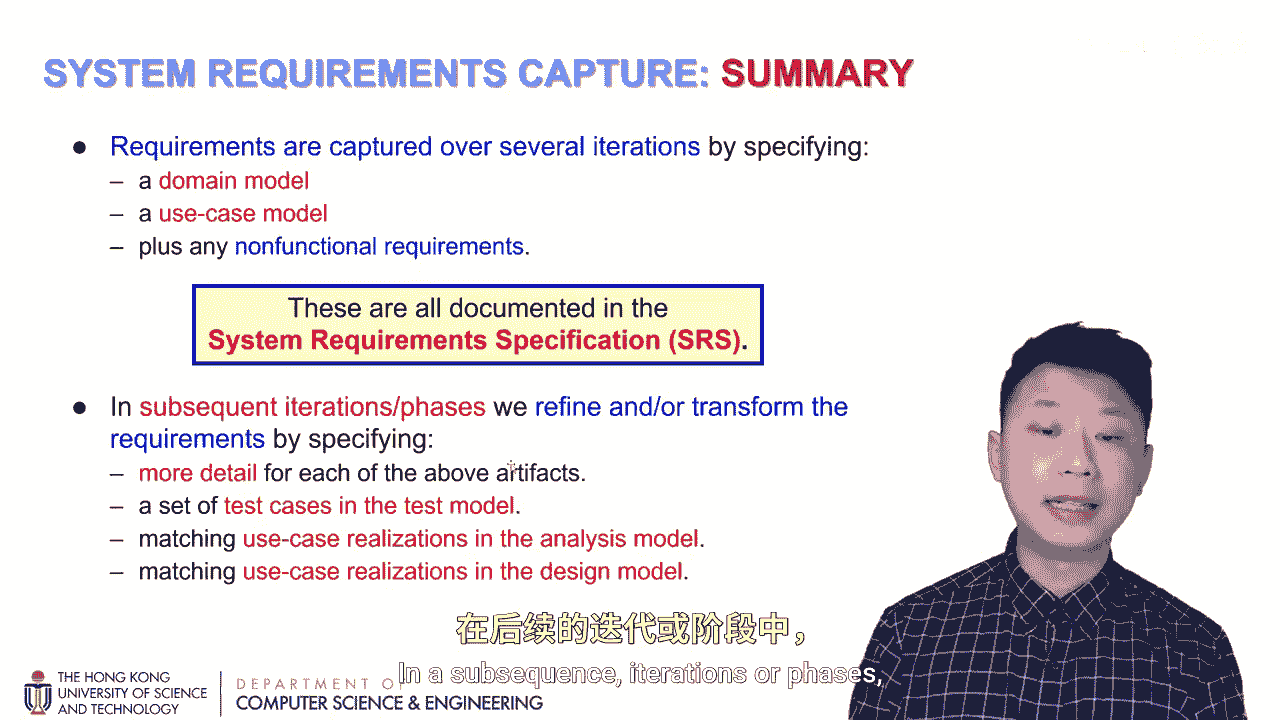 SYSTEM REQUIREMENTS CAPTURE: SUMMARY
● Requirements are captured over several iterations by specifying:
– a domain model
– a use-case model
– plus any nonfunctional requirements.
These are all documented in the
System Requirements Specification (SRS).
● In subsequent iterations/phases we refine and/or transform the
requirements by specifying:
– more detail for each of the above artifacts.
– a set of test cases in the test model.
– matching use-case realizations in the analysis model.
– matching use-case realizations in the design model.
在后续的迭代或阶段中，
In a subsequence, iterations or phases,
THE HONG KONG
UNIVERSITY OF SCIENCE
AND TECHNOLOGY
DEPARTMENT OF
COMPUTER SCIENCE & ENGINEERING